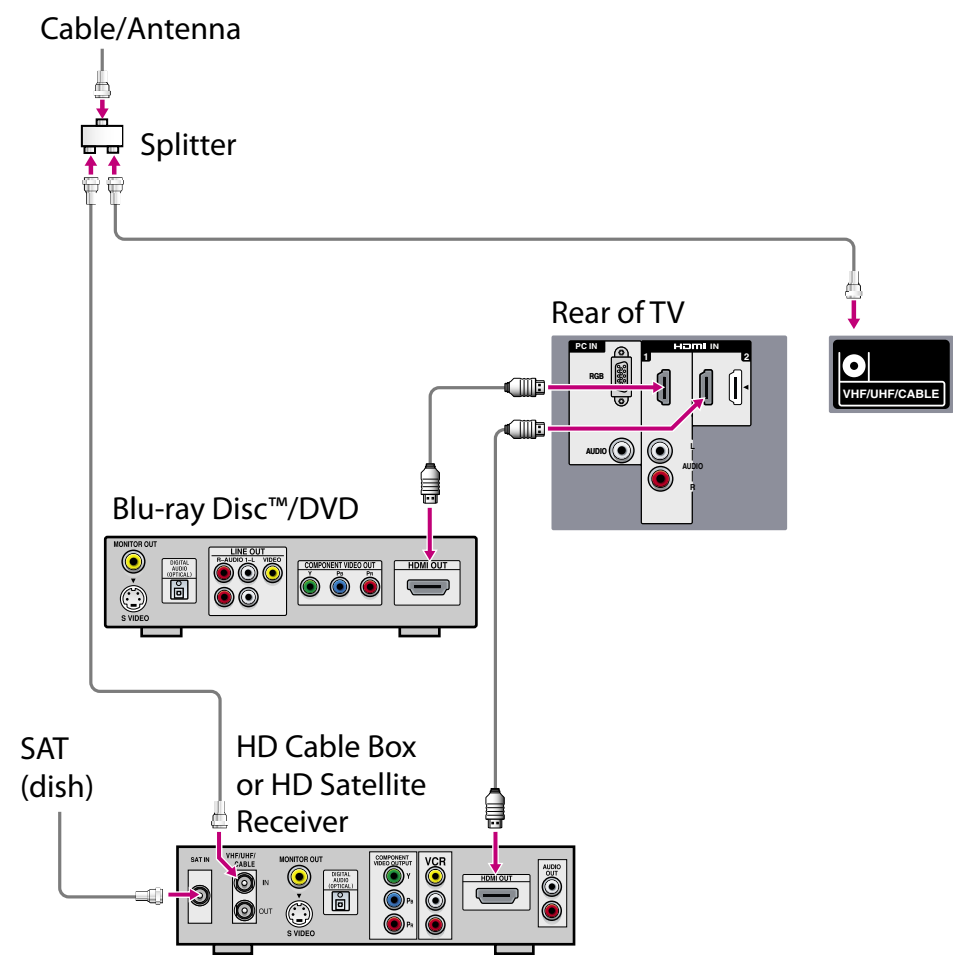 Cable/Antenna
Splitter
Rear of TV
PC IN
HDMI IN
1
2
RGB
AUDIO
L
AUDIO
R
VHF/UHF/CABLE
Blu-ray Disc™/DVD
MONITOR OUT
S VIDEO
DIGITAL
AUDIO
(OPTICAL)
LINE OUT
R–AUDIO 1–L VIDEO
COMPONENT VIDEO OUT
Y PB PR
HDMI OUT
SAT
(dish)
HD Cable Box
or HD Satellite
Receiver
SAT IN
VHF/UHF/
CABLE
IN
OUT
MONITOR OUT
S VIDEO
DIGITAL
AUDIO
(OPTICAL)
COMPONENT
VIDEO OUTPUT
Y
PB
PR
VCR
HDMI OUT
AUDIO
OUT